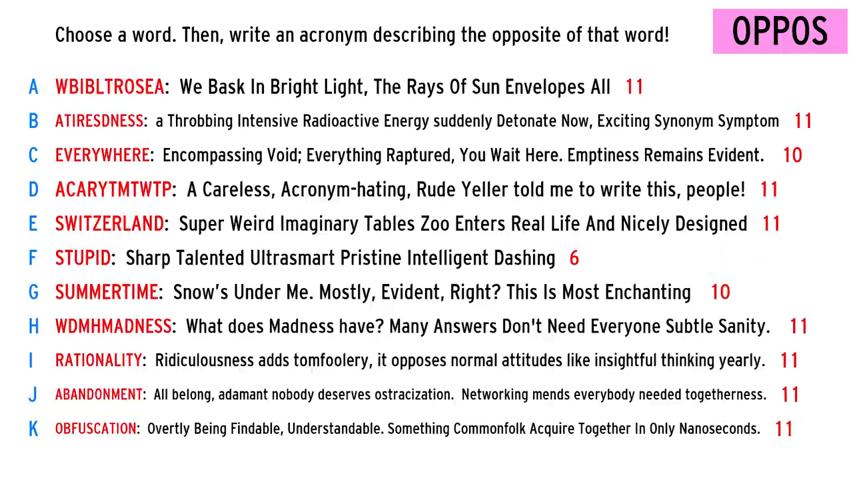 Choose a word. Then, write an acronym describing the opposite of that word!
OPPOS
A WBIBLTROSEA: We Bask In Bright Light, The Rays Of Sun Envelopes All 11
B ATIRESDNESS: a Throbbing Intensive Radioactive Energy suddenly Detonate Now, Exciting Synonym Symptom 11
C EVERYWHERE: Encompassing Void; Everything Raptured, You Wait Here. Emptiness Remains Evident. 10
D ACARYTMTWTP: A Careless, Acronym-hating, Rude Yeller told me to write this, people! 11
E SWITZERLAND: Super Weird Imaginary Tables Zoo Enters Real Life And Nicely Designed 11
F STUPID: Sharp Talented Ultrasmart Pristine Intelligent Dashing 6
G SUMMERTIME: Snow's Under Me. Mostly, Evident, Right? This Is Most Enchanting 10
H WDMHMADNESS: What does Madness have? Many Answers Don't Need Everyone Subtle Sanity. 11
I RATIONALITY: Ridiculousness adds tomfoolery, it opposes normal attitudes like insightful thinking yearly. 11
J ABANDONMENT: All belong, adamant nobody deserves ostracization. Networking mends everybody needed togetherness. 11
K OBFUSCATION: Overtly Being Findable, Understandable. Something Commonfolk Acquire Together In Only Nanoseconds. 11